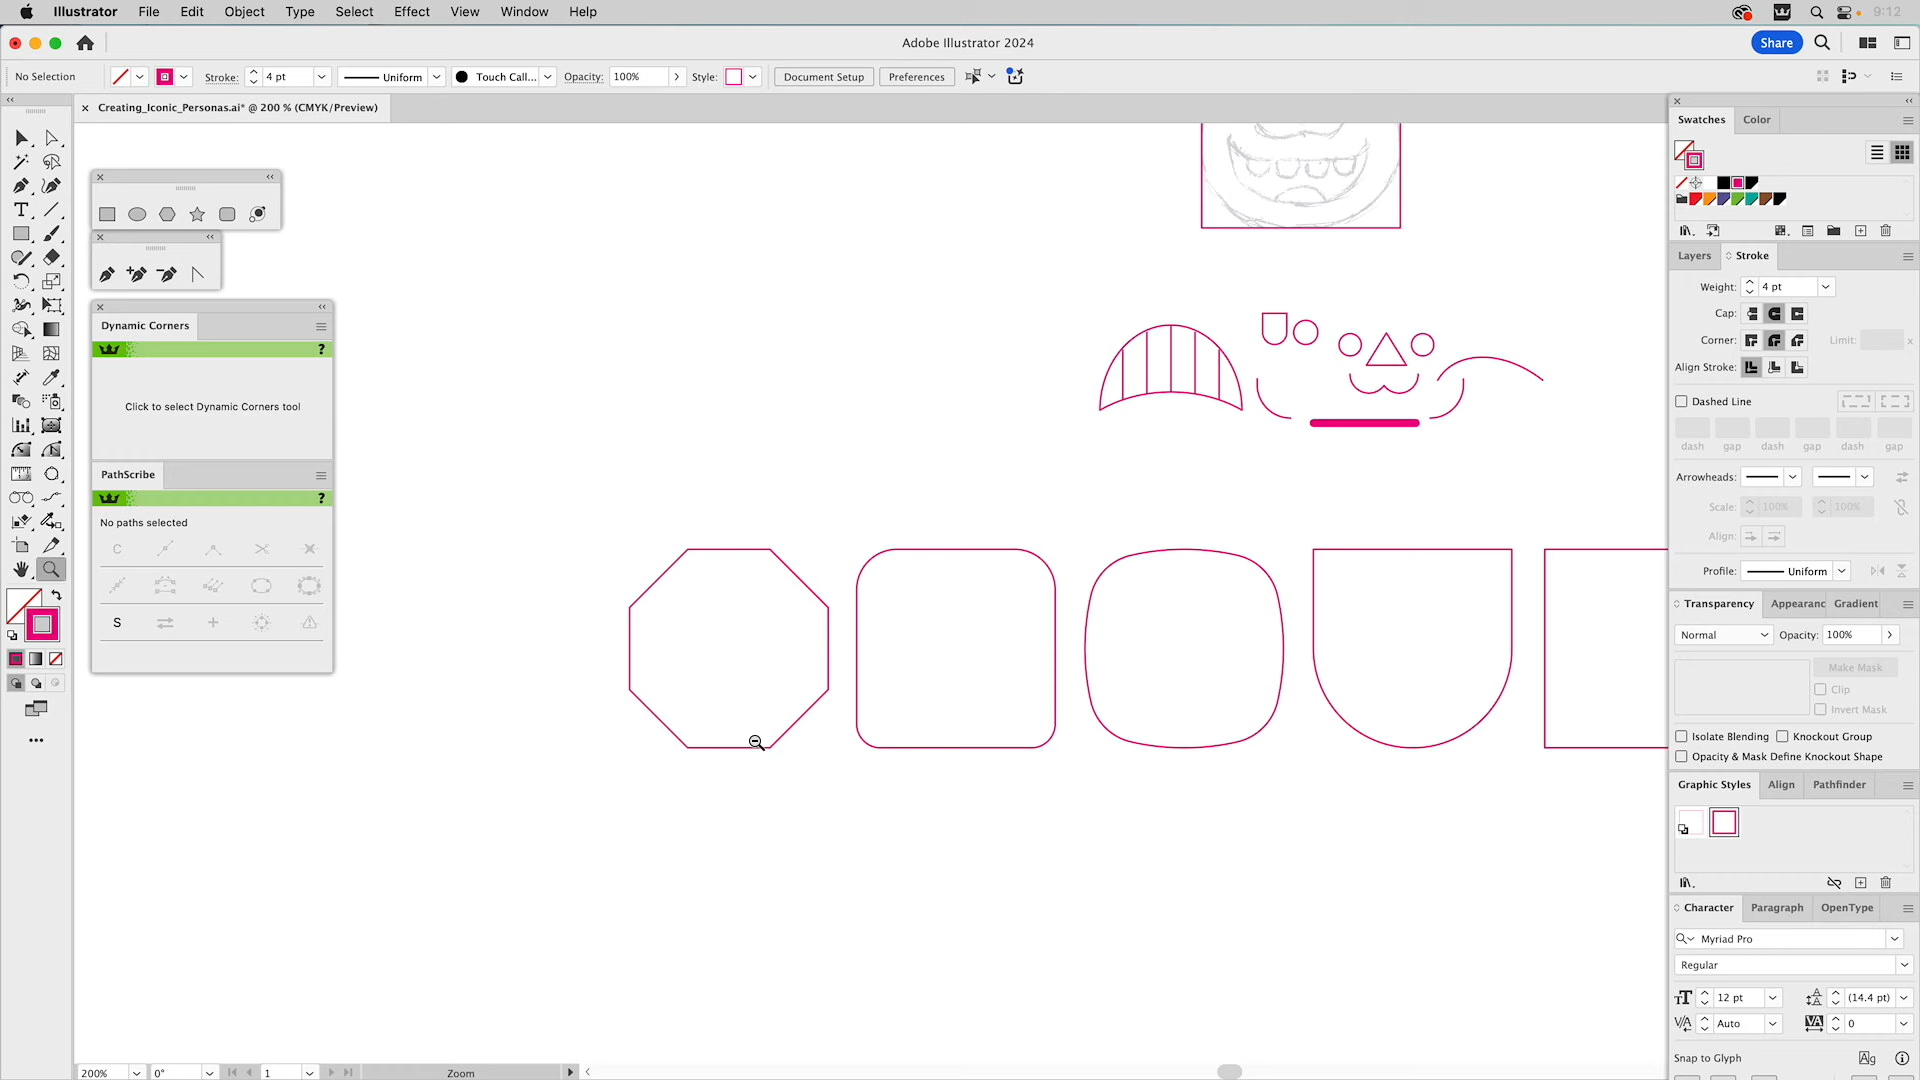 Illustrator File Edit Object Type Select Effect View Window Help 9:12
Adobe Illustrator 2024 Share
No Selection Stroke: 4 pt Uniform Touch Call... Opacity: 100% Style: Document Setup Preferences
Creating_Iconic_Personas.ai* @ 200 % (CMYK/Preview)
Dynamic Corners
?
Click to select Dynamic Corners tool
PathScribe
?
No paths selected
C
S
Swatches Color
Layers Stroke
Weight: 4 pt
Cap:
Corner: Limit: x
Align Stroke:
Dashed Line
dash gap dash gap dash gap
Arrowheads:
Scale: 100% 100%
Align:
Profile: Uniform
Transparency Appearanc Gradient
Normal Opacity: 100%
Make Mask
Clip
Invert Mask
Isolate Blending Knockout Group
Opacity & Mask Define Knockout Shape
Graphic Styles Align Pathfinder
Character Paragraph OpenType
Myriad Pro
Regular
12 pt (14.4 pt)
Auto 0
Snap to Glyph Ag
200% 0° 1 Zoom